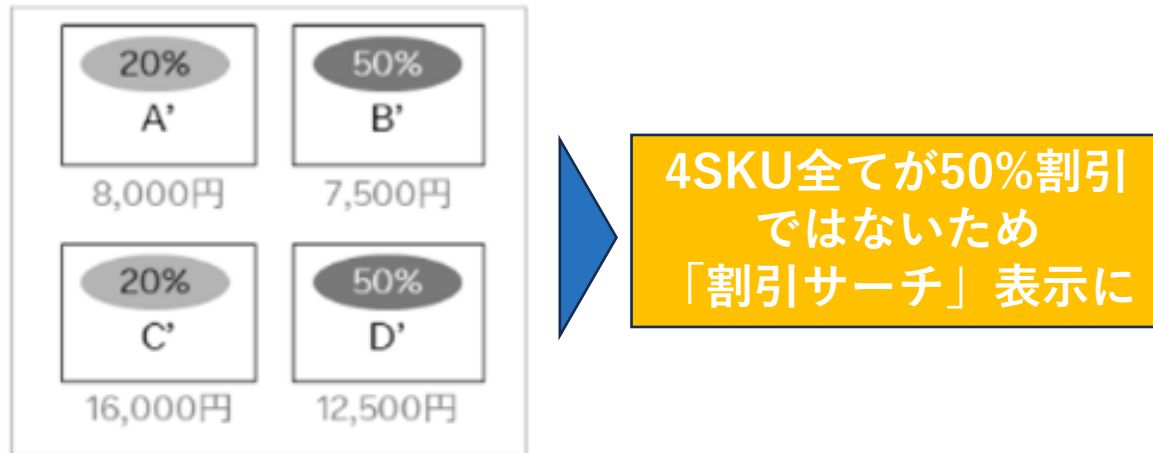 20%
50%
A’
B’
8,000円
7,500円
20%
50%
C’
D’
16,000円
12,500円
4SKU全てが50%割引
ではないため
「割引サーチ」表示に